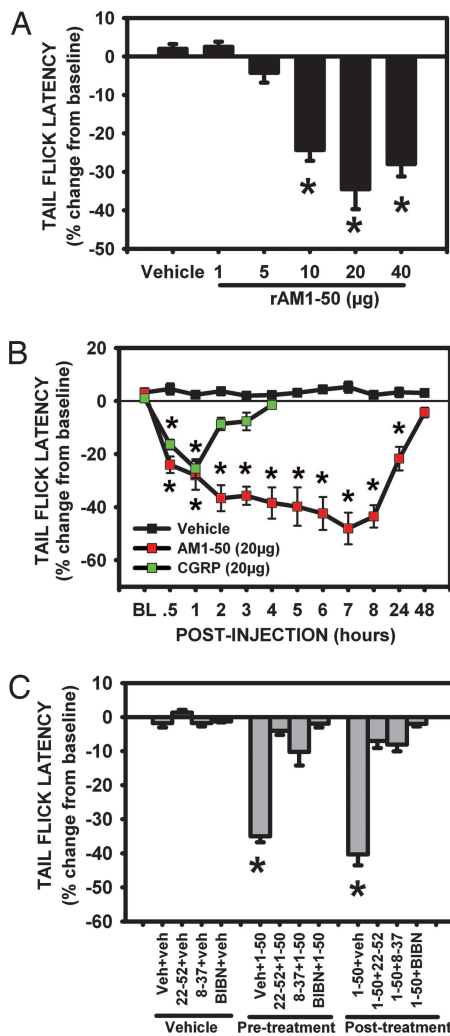 A
TAIL FLICK LATENCY
(% change from baseline)
10
0
-10
-20
-30
-40
-50
*
*
*
Vehicle 1 5 10 20 40
rAM1-50 (µg)
B
TAIL FLICK LATENCY
(% change from baseline)
20
0
-20
-40
-60
* *
* * * * * * * * * *
Vehicle
AM1-50 (20µg)
CGRP (20µg)
BL .5 1 2 3 4 5 6 7 8 24 48
POST-INJECTION (hours)
C
TAIL FLICK LATENCY
(% change from baseline)
10
0
-10
-20
-30
-40
-50
-60
*
*
Veh+veh
22-52+veh
8-37+veh
BIBN+veh
Veh+1-50
22-52+1-50
8-37+1-50
BIBN+1-50
1-50+veh
1-50+22-52
1-50+8-37
1-50+BIBN
Vehicle Pre-treatment Post-treatment